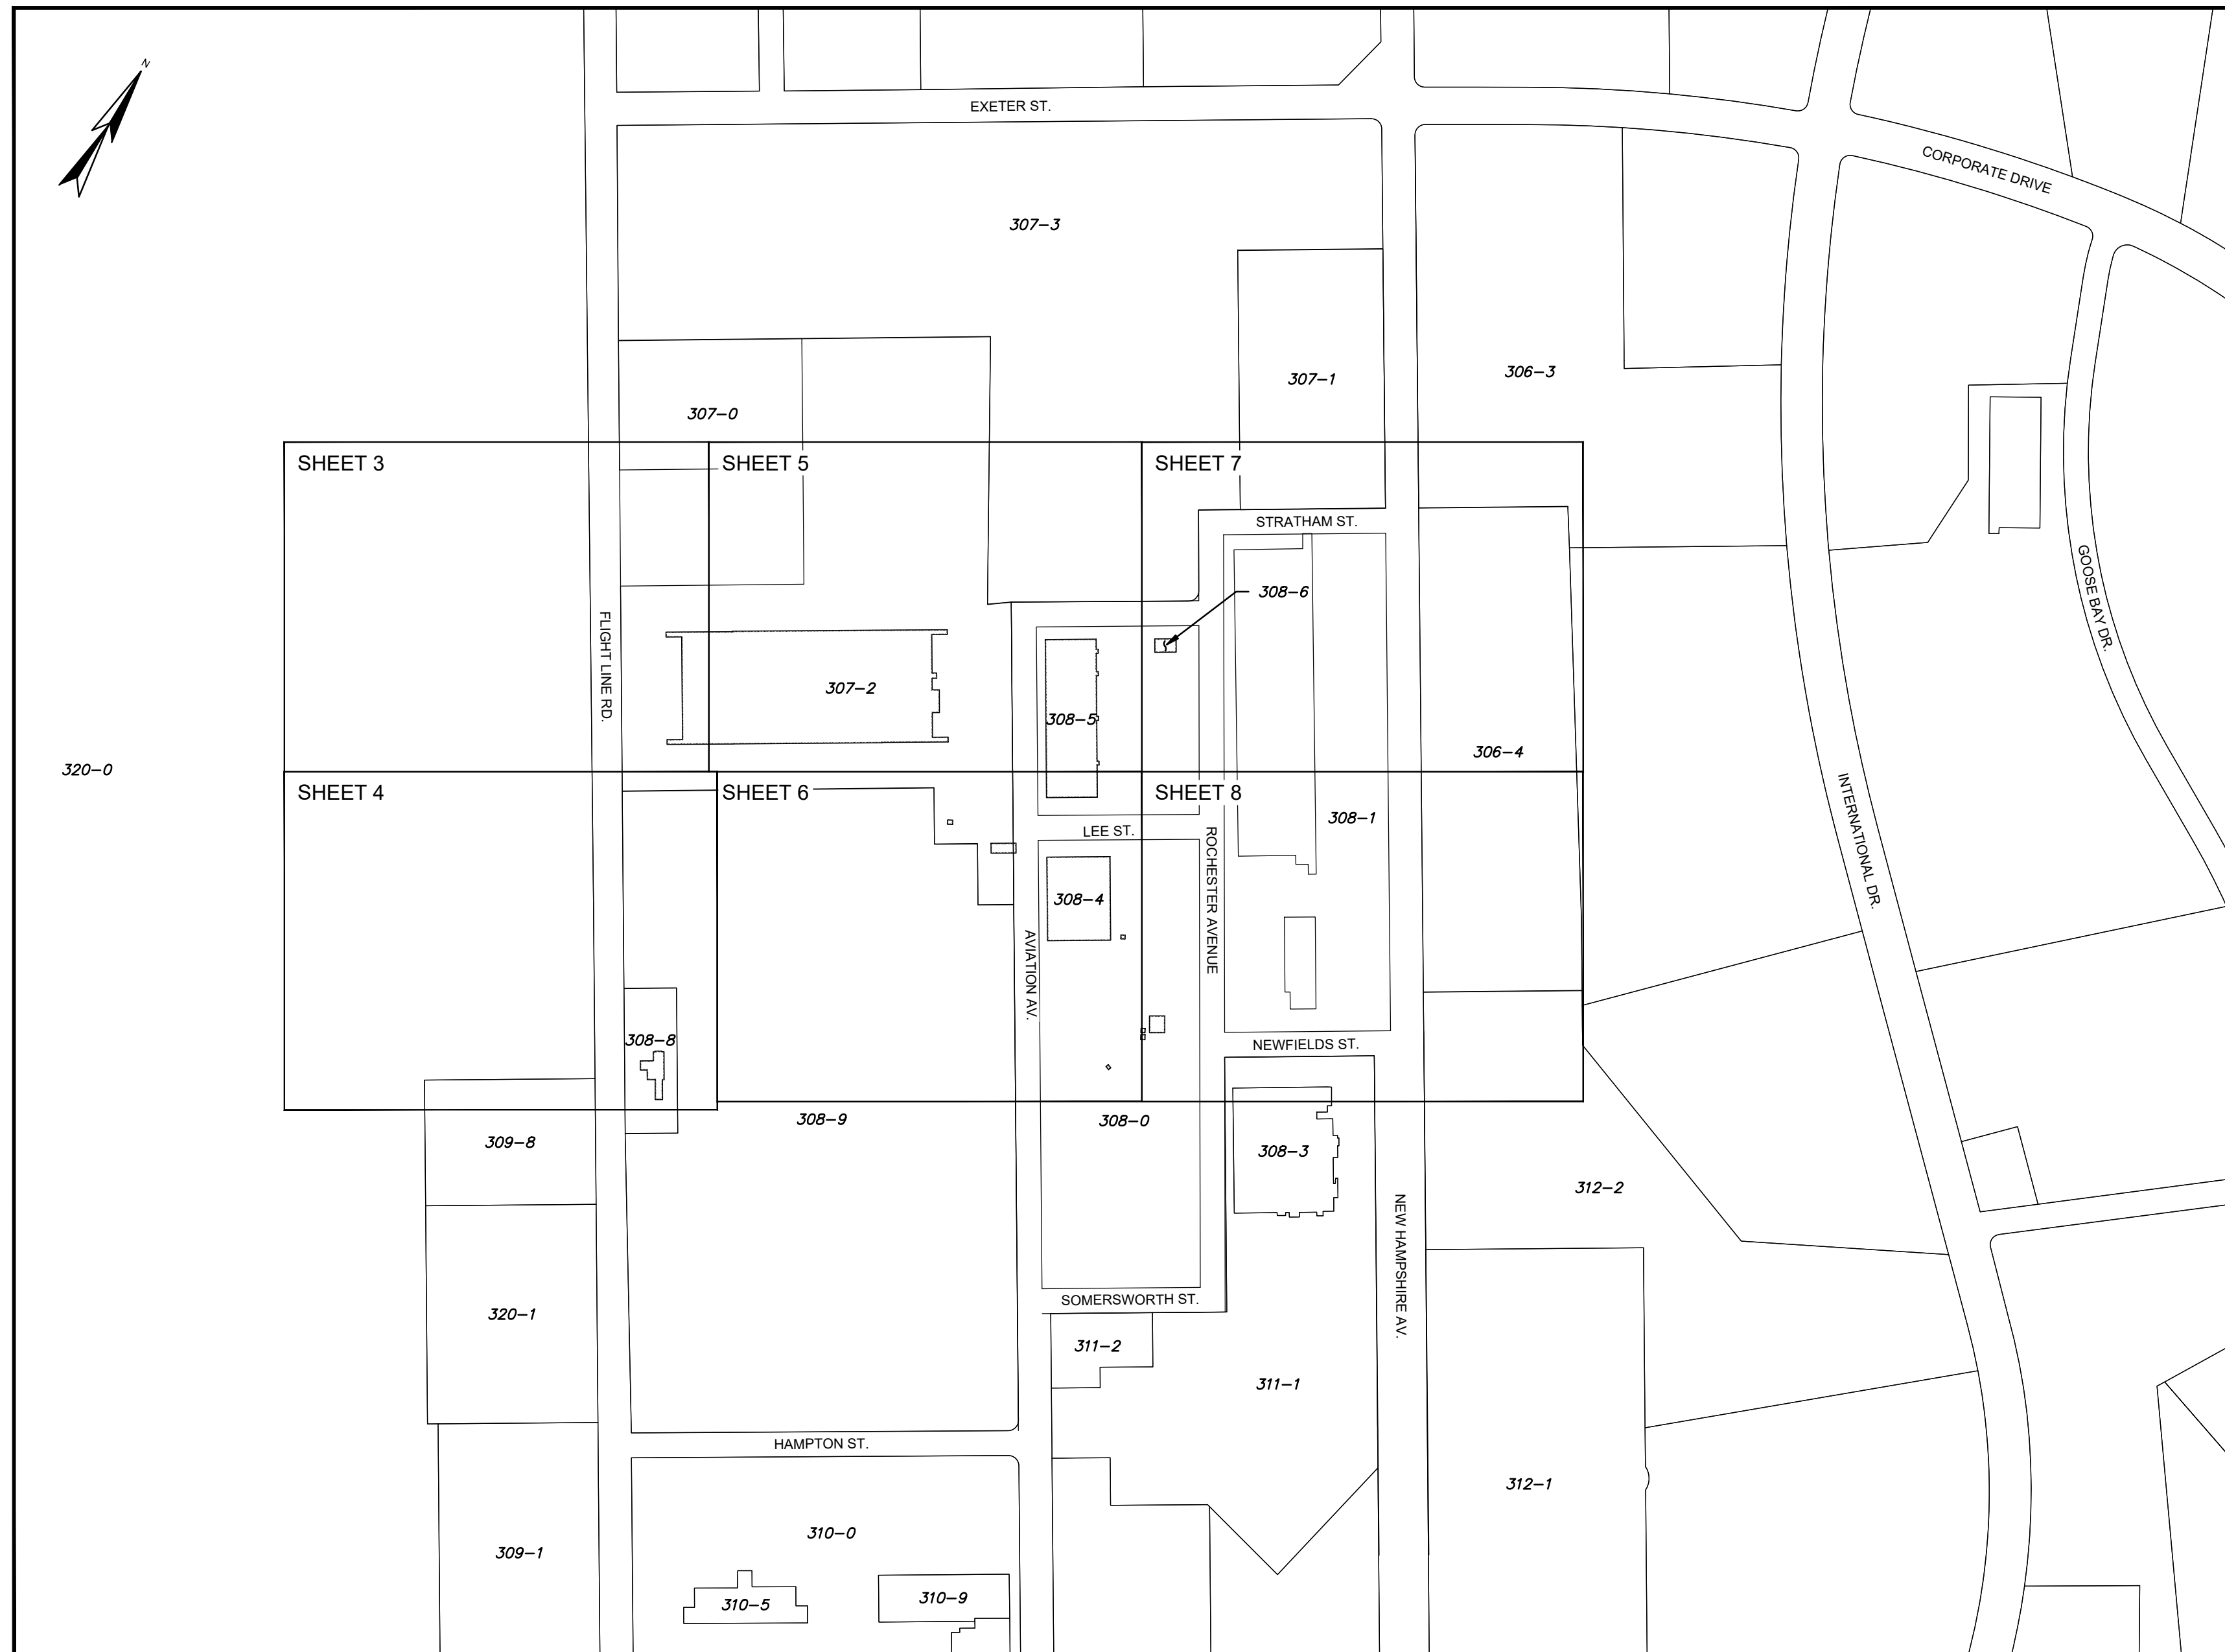 N
EXETER ST.
CORPORATE DRIVE
307-3
307-1
306-3
307-0
SHEET 3
SHEET 5
SHEET 7
STRATHAM ST.
GOOSE BAY DR.
308-6
FLIGHT LINE RD.
307-2
308-5
306-4
320-0
SHEET 4
SHEET 6
SHEET 8
308-1
LEE ST.
INTERNATIONAL DR.
ROCHESTER AVENUE
308-4
AVIATION AV.
308-8
NEWFIELDS ST.
308-9
308-0
309-8
308-3
312-2
NEW HAMPSHIRE AV.
SOMERSWORTH ST.
320-1
311-2
311-1
HAMPTON ST.
312-1
310-0
309-1
310-5
310-9